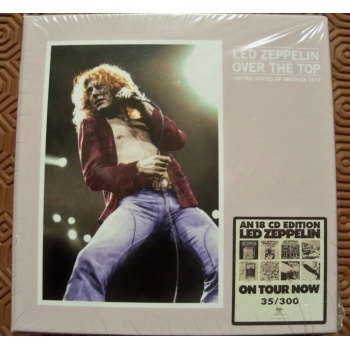 LED ZEPPELIN
OVER THE TOP
UNITED STATES OF AMERICA 1977
AN 18 CD EDITION
LED ZEPPELIN
ON TOUR NOW
35/300